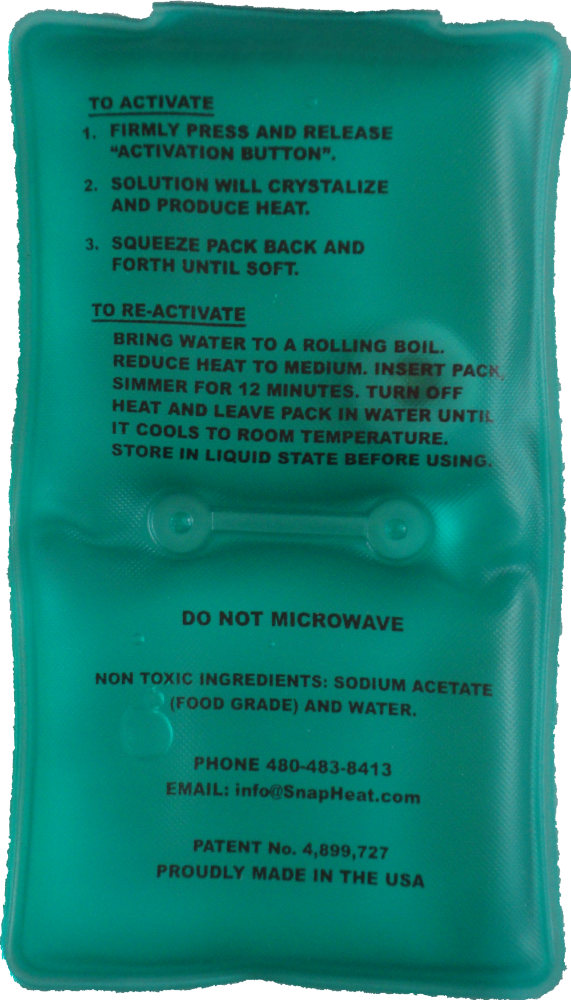 TO ACTIVATE
1. FIRMLY PRESS AND RELEASE
“ACTIVATION BUTTON”.
2. SOLUTION WILL CRYSTALIZE
AND PRODUCE HEAT.
3. SQUEEZE PACK BACK AND
FORTH UNTIL SOFT.
TO RE-ACTIVATE
BRING WATER TO A ROLLING BOIL.
REDUCE HEAT TO MEDIUM. INSERT PACK,
SIMMER FOR 12 MINUTES. TURN OFF
HEAT AND LEAVE PACK IN WATER UNTIL
IT COOLS TO ROOM TEMPERATURE.
STORE IN LIQUID STATE BEFORE USING.
DO NOT MICROWAVE
NON TOXIC INGREDIENTS: SODIUM ACETATE
(FOOD GRADE) AND WATER.
PHONE 480-483-8413
EMAIL: info@SnapHeat.com
PATENT No. 4,899,727
PROUDLY MADE IN THE USA